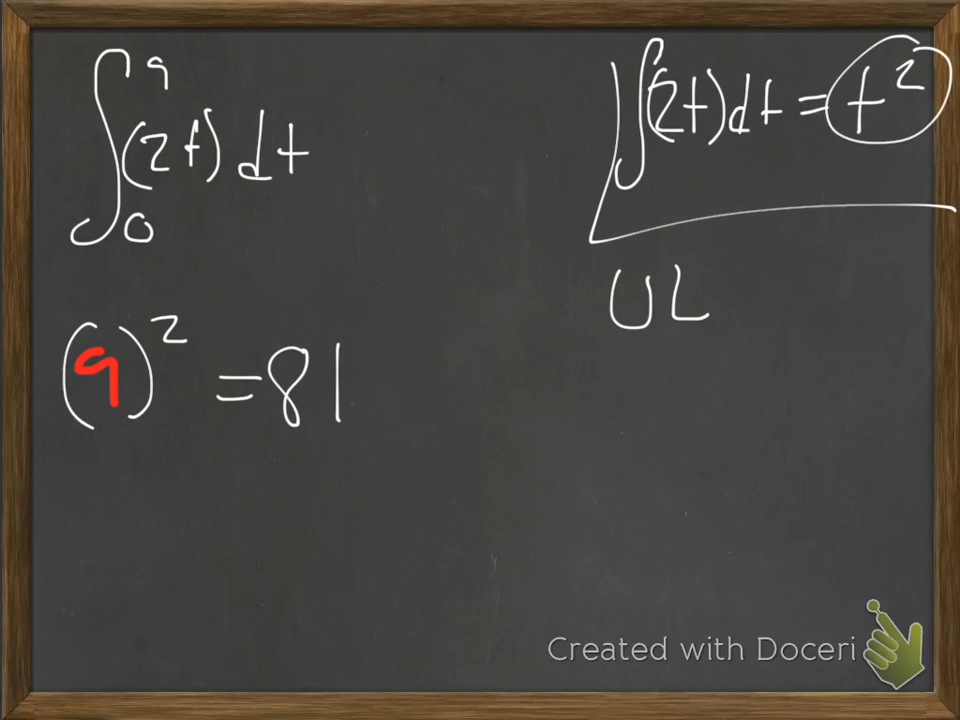 ∫₀⁹ (2t) dt
∫(2t) dt = t²
UL
(9)² = 81
Created with Doceri